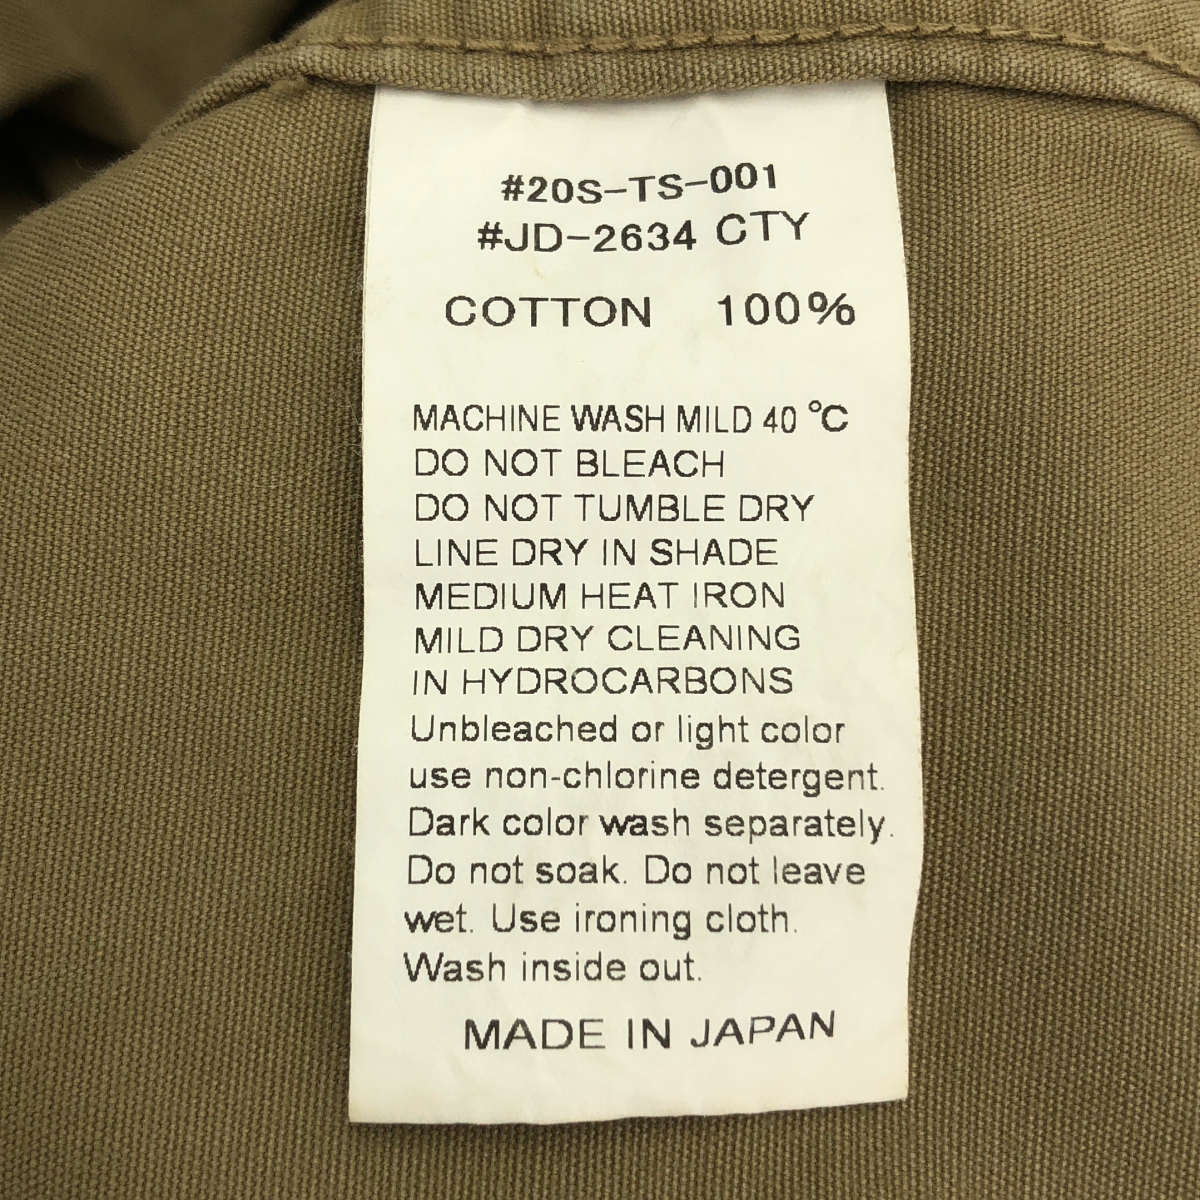 #20S-TS-001
#JD-2634 CTY
COTTON 100%
MACHINE WASH MILD 40 °C
DO NOT BLEACH
DO NOT TUMBLE DRY
LINE DRY IN SHADE
MEDIUM HEAT IRON
MILD DRY CLEANING
IN HYDROCARBONS
Unbleached or light color
use non-chlorine detergent.
Dark color wash separately.
Do not soak. Do not leave
wet. Use ironing cloth.
Wash inside out.
MADE IN JAPAN